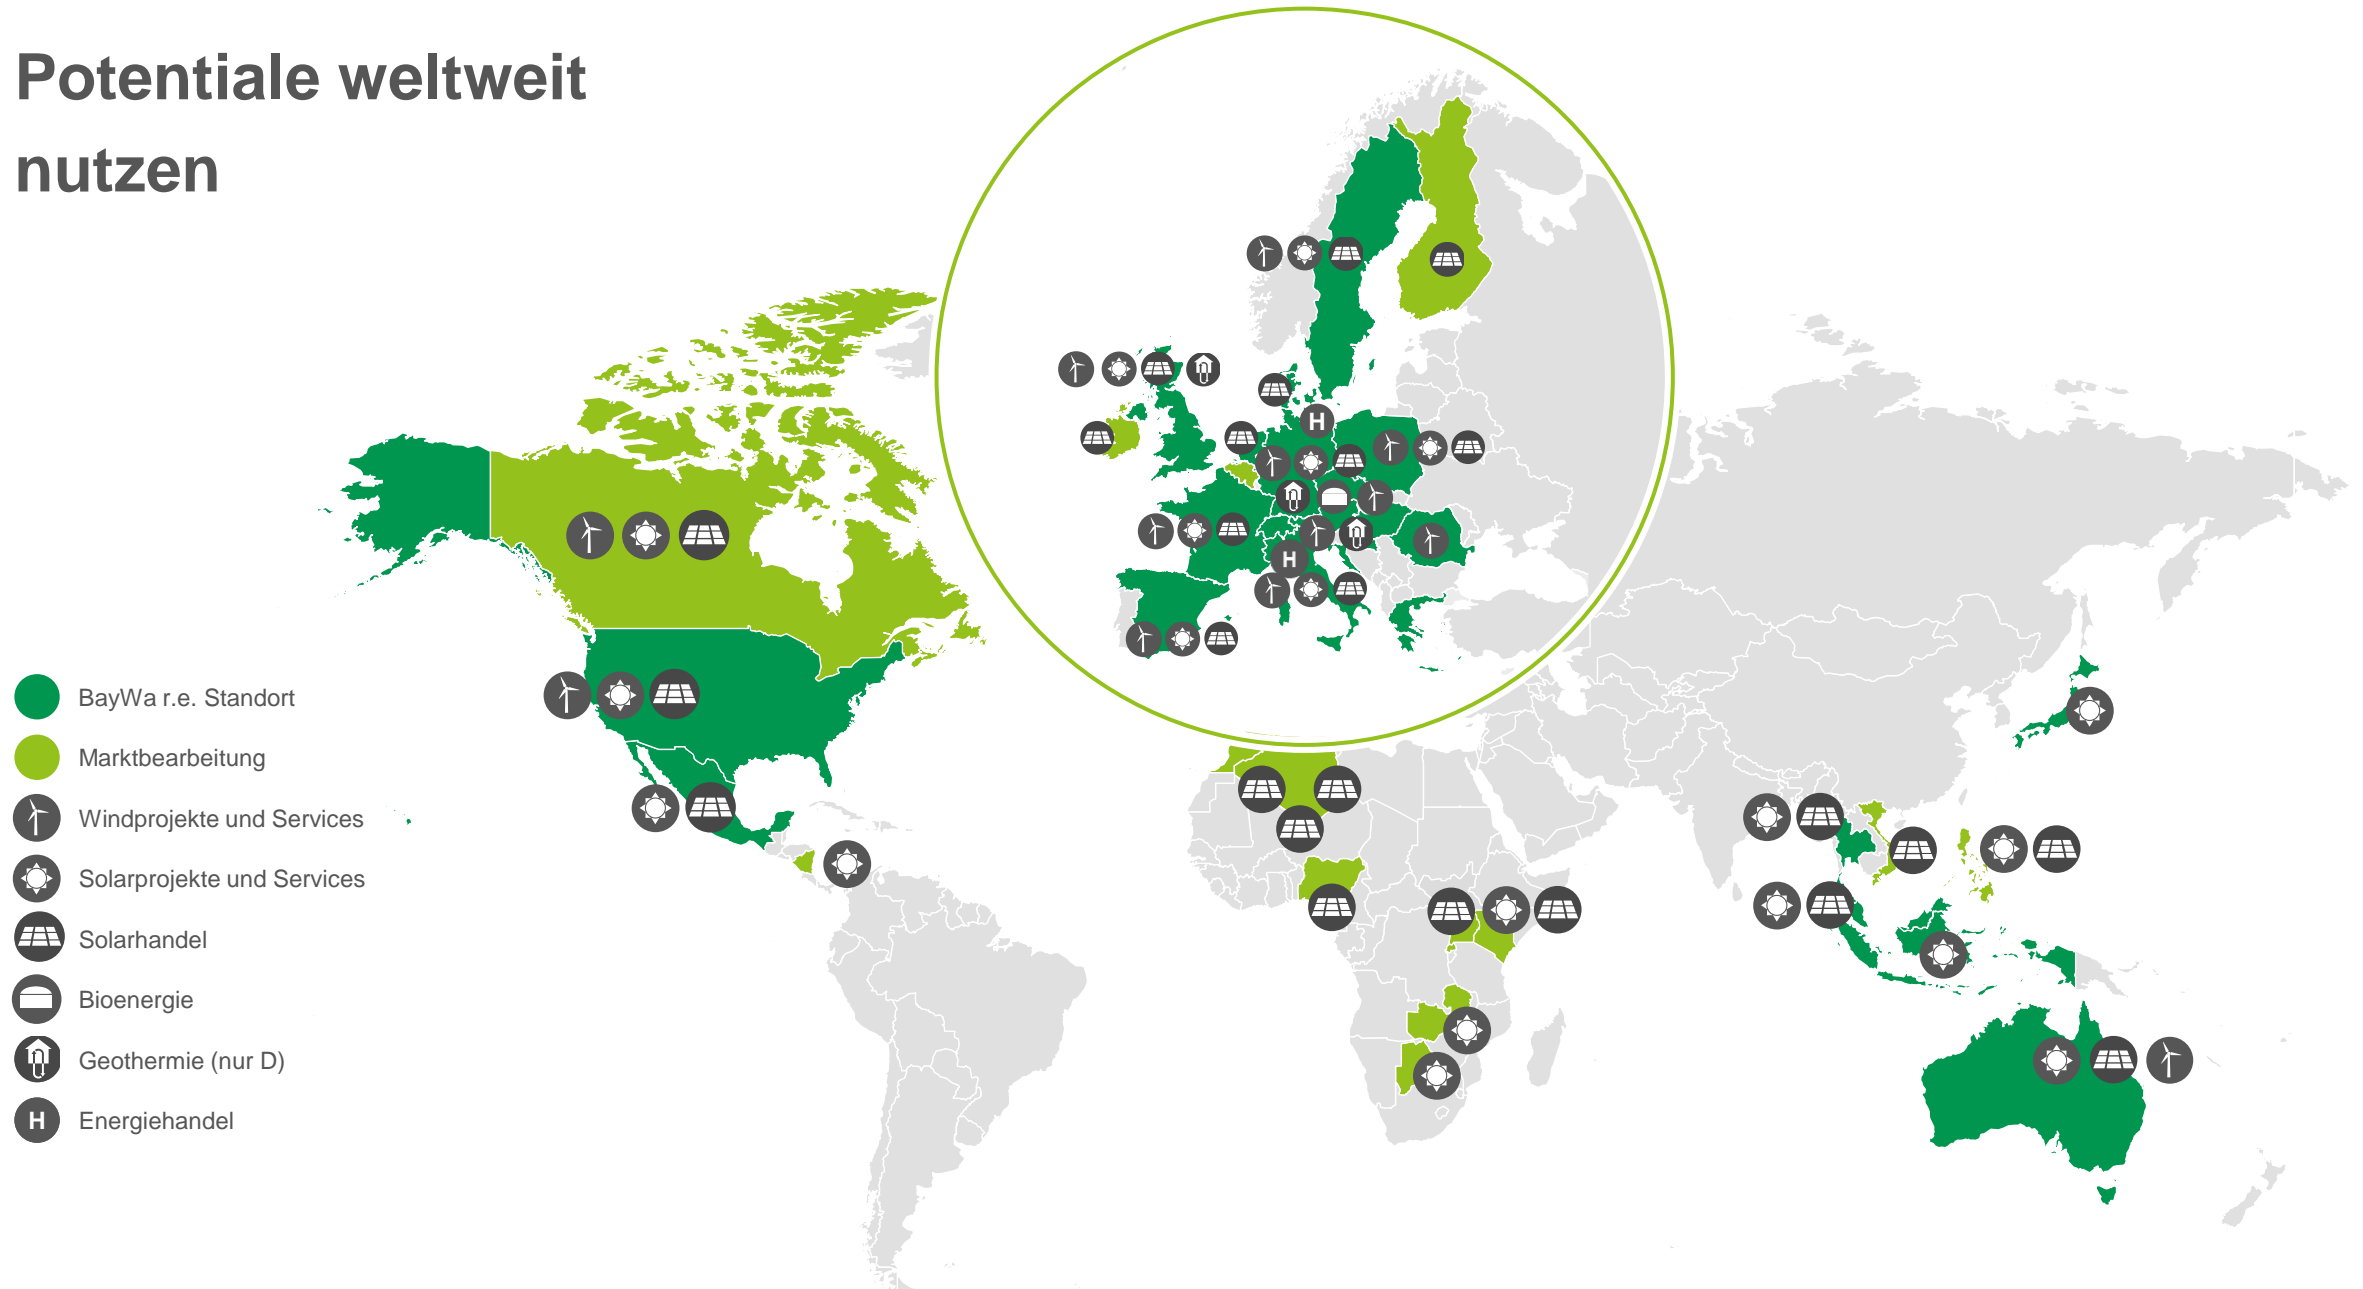 Potentiale weltweit
nutzen
BayWa r.e. Standort
Marktbearbeitung
Windprojekte und Services
Solarprojekte und Services
Solarhandel
Bioenergie
Geothermie (nur D)
H Energiehandel
H
H